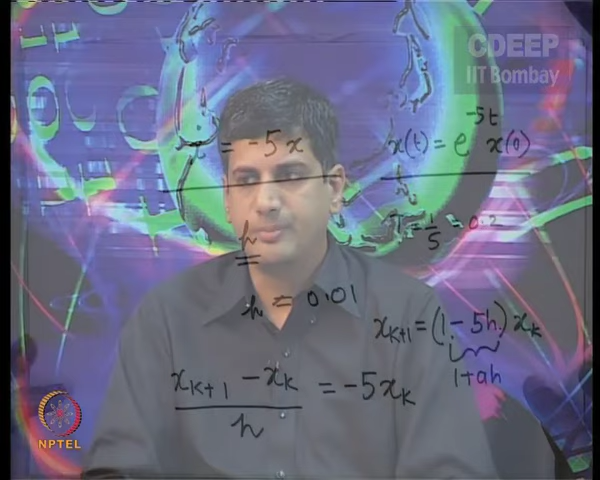 CDEEP
IIT Bombay
= -5x
x(t) = e^{-5t} x(0)
h
T = 1/5 = 0.2
h = 0.01
x_{K+1} = (1 - 5h) x_K
1+ah
\frac{x_{K+1} - x_K}{h} = -5x_K
NPTEL